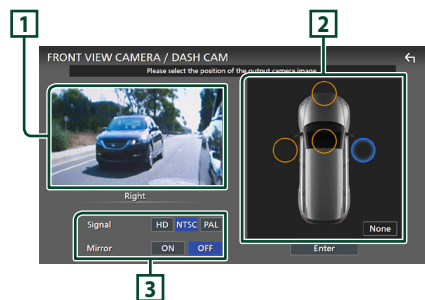 1
2
FRONT VIEW CAMERA / DASH CAM
Please select the position of the output camera image
Right
Signal HD NTSC PAL
None
Mirror ON OFF
Enter
3